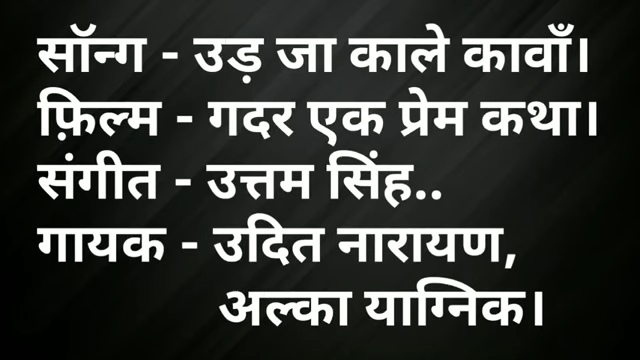 सॉन्ग - उड़ जा काले कावाँ।
फ़िल्म - गदर एक प्रेम कथा।
संगीत - उत्तम सिंह..
गायक - उदित नारायण,
अल्का याग्निक।